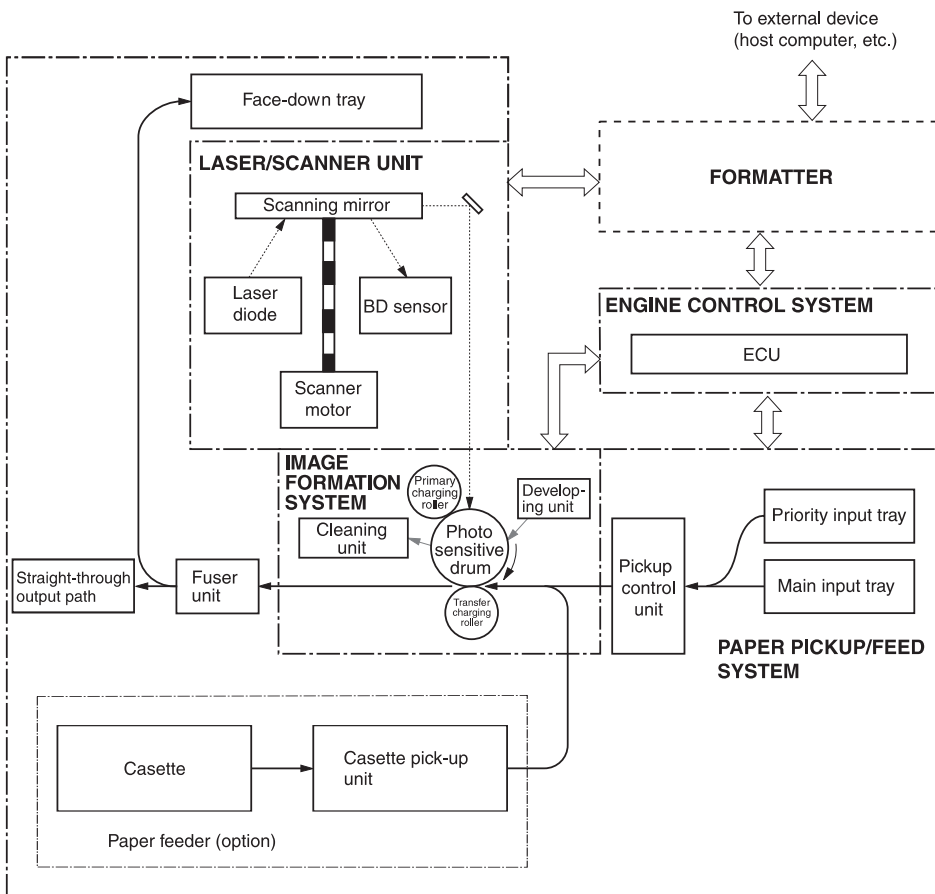 To external device
(host computer, etc.)
Face-down tray
LASER/SCANNER UNIT
FORMATTER
Scanning mirror
Laser
diode
BD sensor
ENGINE CONTROL SYSTEM
ECU
Scanner
motor
IMAGE
FORMATION
SYSTEM
Primary
charging
roller
Develop-
ing unit
Cleaning
unit
Photo
sensitive
drum
Priority input tray
Pickup
control
unit
Straight-through
output path
Fuser
unit
Main input tray
Transfer
charging
roller
PAPER PICKUP/FEED
SYSTEM
Casette
Casette pick-up
unit
Paper feeder (option)